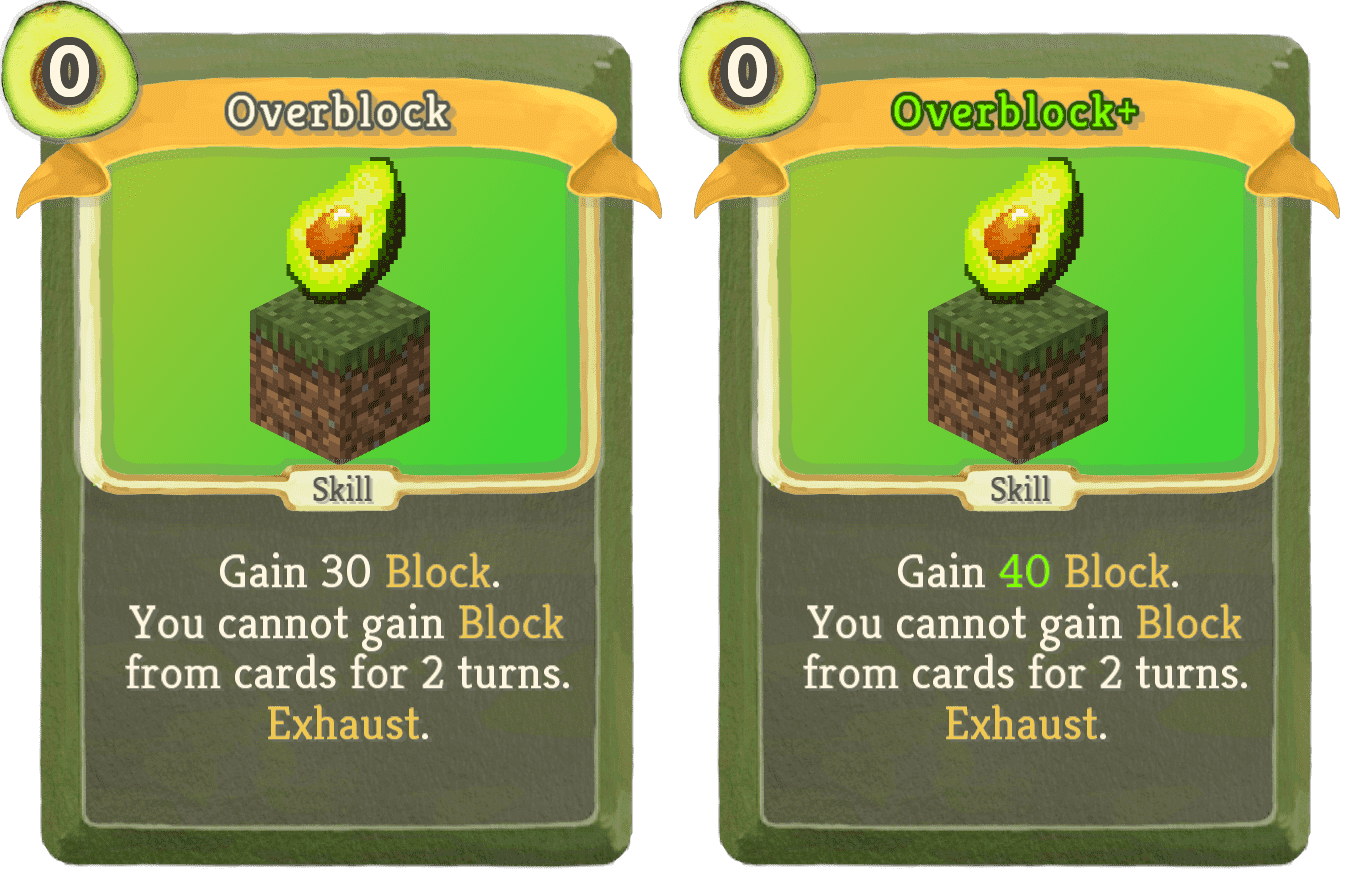 0
Overblock
Skill
Gain 30 Block.
You cannot gain Block
from cards for 2 turns.
Exhaust.
0
Overblock+
Skill
Gain 40 Block.
You cannot gain Block
from cards for 2 turns.
Exhaust.